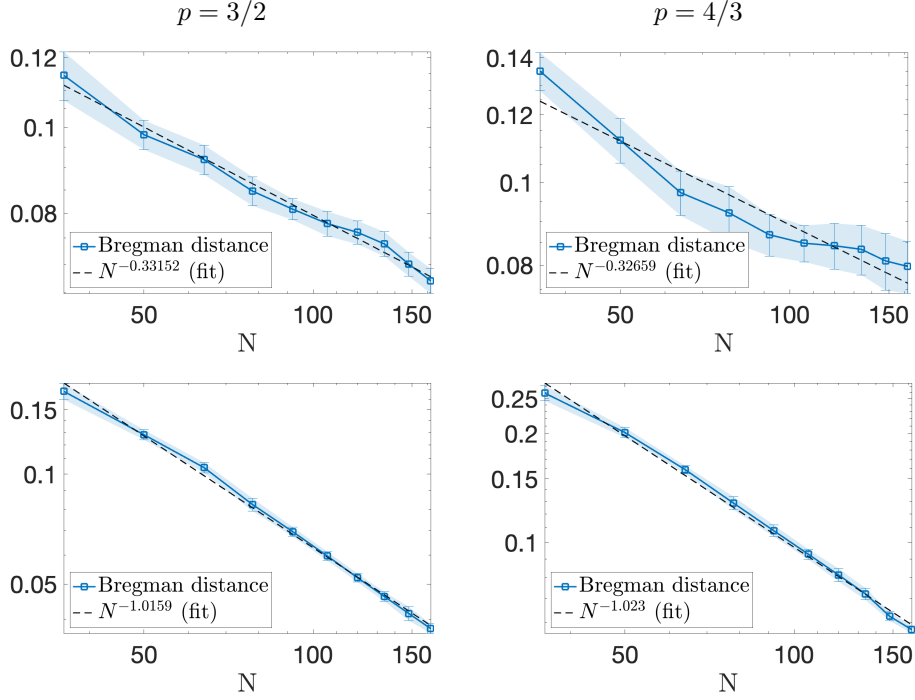 p = 3/2
p = 4/3
0.12
0.1
0.08
Bregman distance
N^{-0.33152} (fit)
50
100
150
N
0.14
0.12
0.1
0.08
Bregman distance
N^{-0.32659} (fit)
50
100
150
N
0.15
0.1
0.05
Bregman distance
N^{-1.0159} (fit)
50
100
150
N
0.25
0.2
0.15
0.1
Bregman distance
N^{-1.023} (fit)
50
100
150
N